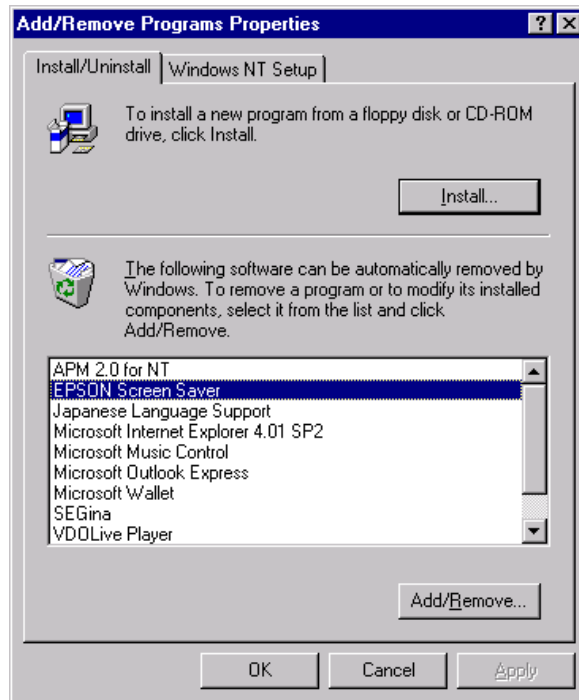 Add/Remove Programs Properties
Install/Uninstall
Windows NT Setup
To install a new program from a floppy disk or CD-ROM
drive, click Install.
Install...
The following software can be automatically removed by
Windows. To remove a program or to modify its installed
components, select it from the list and click
Add/Remove.
APM 2.0 for NT
EPSON Screen Saver
Japanese Language Support
Microsoft Internet Explorer 4.01 SP2
Microsoft Music Control
Microsoft Outlook Express
Microsoft Wallet
SEGina
VDOLive Player
Add/Remove...
OK
Cancel
Apply